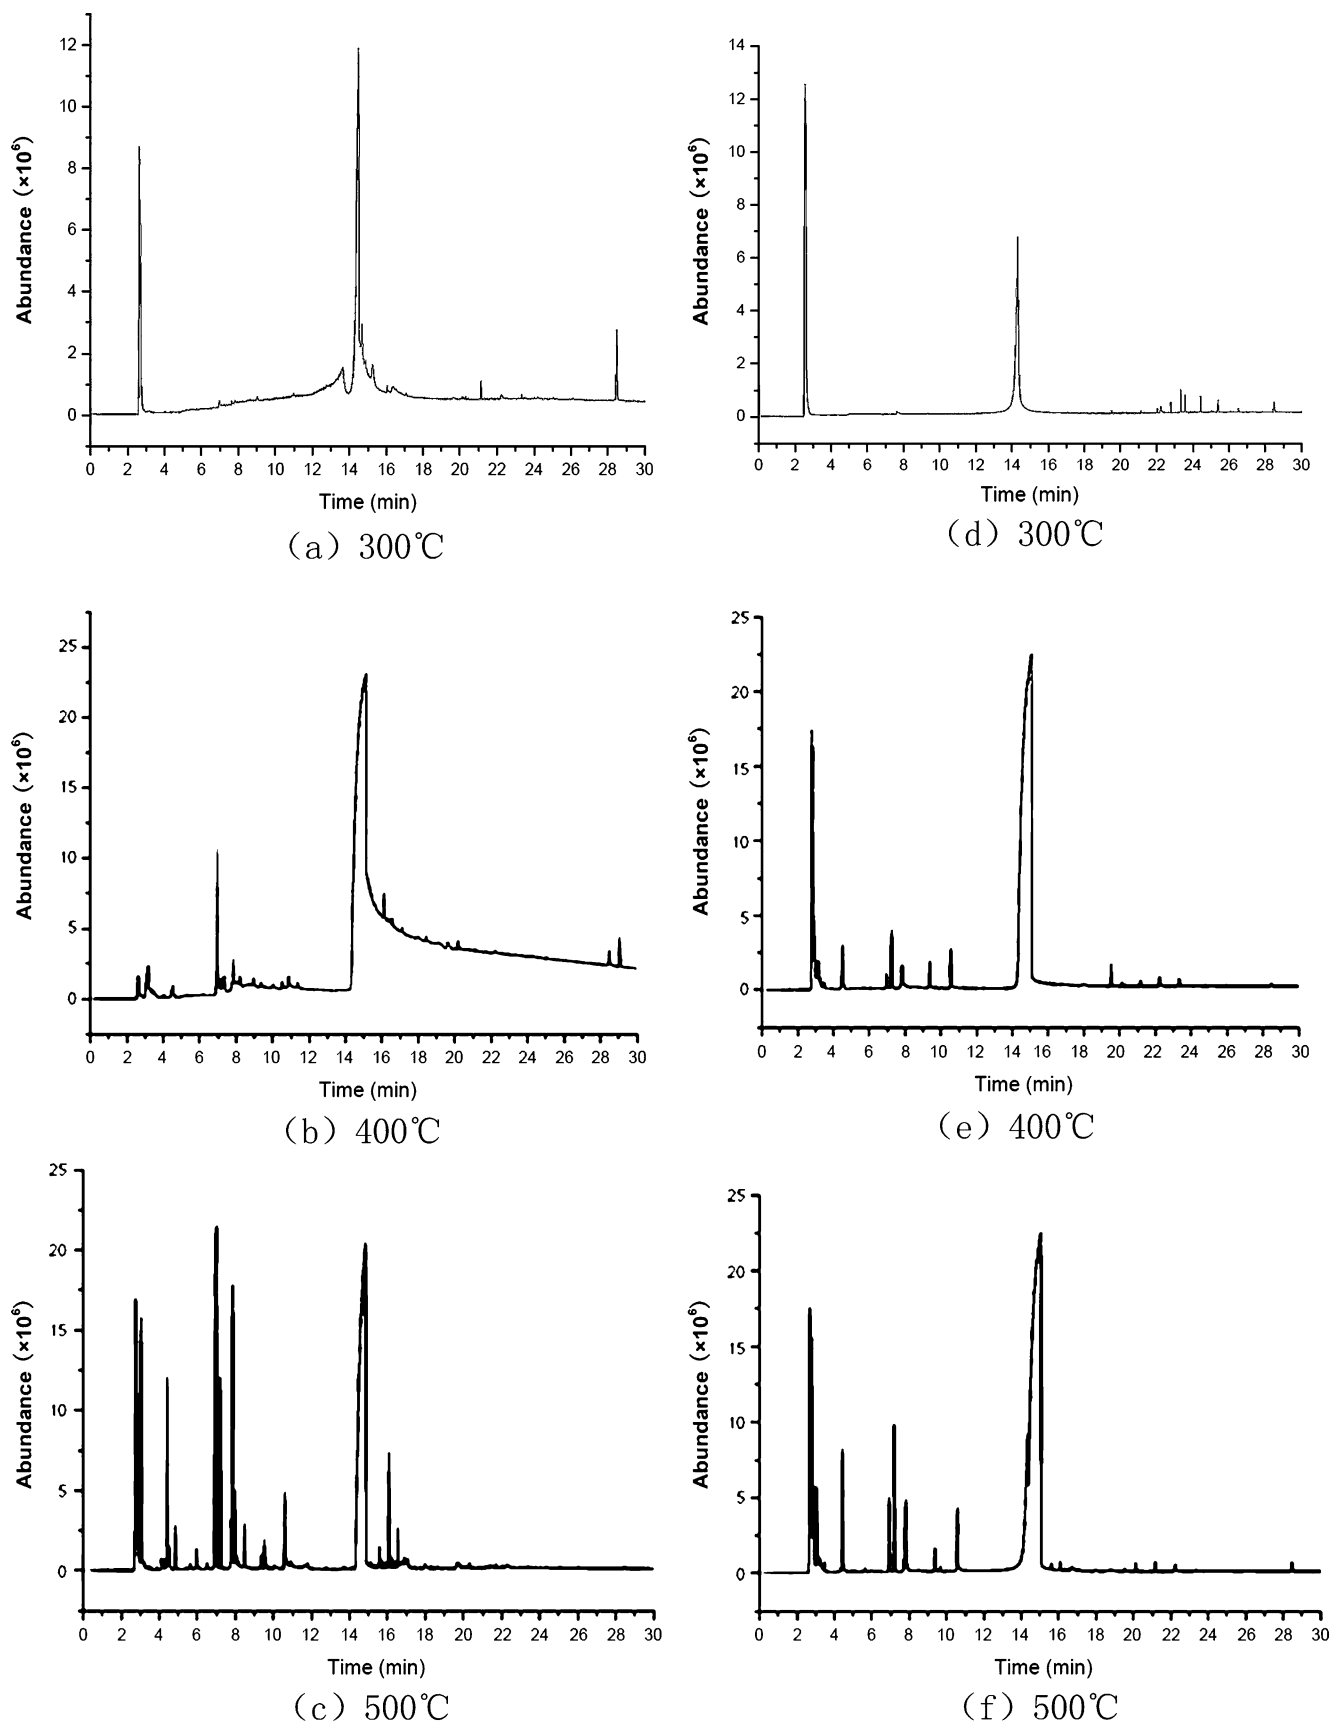 12
10
8
6
4
2
0
Abundance (×10⁶)
0 2 4 6 8 10 12 14 16 18 20 22 24 26 28 30
Time (min)
（a）300℃
14
12
10
8
6
4
2
0
Abundance (×10⁶)
0 2 4 6 8 10 12 14 16 18 20 22 24 26 28 30
Time (min)
（d）300℃
25
20
15
10
5
0
Abundance (×10⁶)
0 2 4 6 8 10 12 14 16 18 20 22 24 26 28 30
Time (min)
（b）400℃
25
20
15
10
5
0
Abundance (×10⁶)
0 2 4 6 8 10 12 14 16 18 20 22 24 26 28 30
Time (min)
（e）400℃
25
20
15
10
5
0
Abundance (×10⁶)
0 2 4 6 8 10 12 14 16 18 20 22 24 26 28 30
Time (min)
（c）500℃
25
20
15
10
5
0
Abundance (×10⁶)
0 2 4 6 8 10 12 14 16 18 20 22 24 26 28 30
Time (min)
（f）500℃